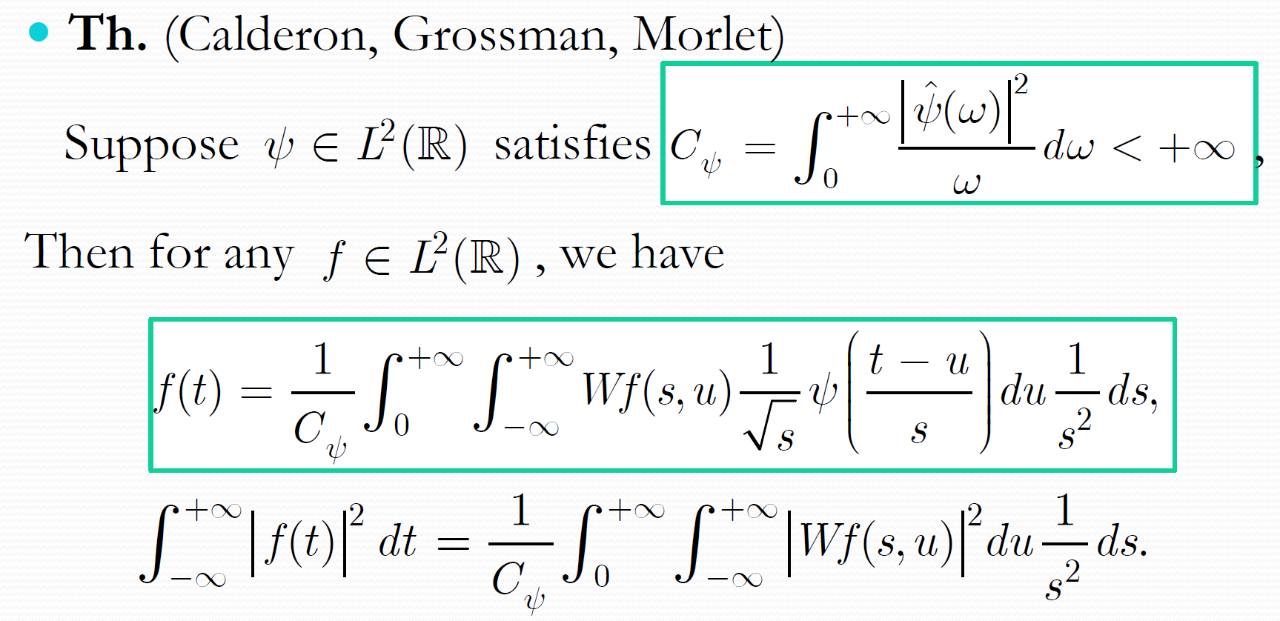 • Th. (Calderon, Grossman, Morlet)
Suppose ψ ∈ L²(ℝ) satisfies C_ψ = ∫_0^{+∞} |ψ̂(ω)|² / ω dω < +∞ ,
Then for any f ∈ L²(ℝ) , we have
f(t) = 1/C_ψ ∫_0^{+∞} ∫_{−∞}^{+∞} Wf(s, u) 1/√s ψ((t − u)/s) du 1/s² ds,
∫_{−∞}^{+∞} |f(t)|² dt = 1/C_ψ ∫_0^{+∞} ∫_{−∞}^{+∞} |Wf(s, u)|² du 1/s² ds.